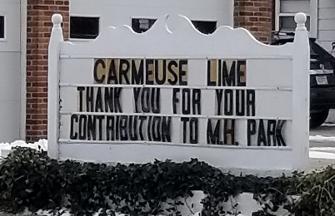 CARMEUSE LIME
THANK YOU FOR YOUR
CONTRIBUTION TO M.H. PARK